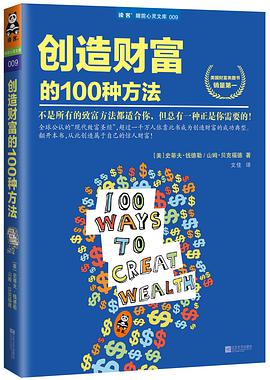 读客
读客 睡前心灵文库 009
创造财富
的100种方法
美国财富类图书
销量第一
不是所有的致富方法都适合你，但总有一种正是你需要的！
全球公认的“现代致富圣经”，超过一千万人依靠此书成为创造财富的成功典型，
翻开本书，从此创造属于自己的惊人财富！
[美]史蒂夫·钱德勒/山姆·贝克福德 著
文佳 译
100
WAYS
TO
CREAT
WEALTH
009
创造财富的100种方法